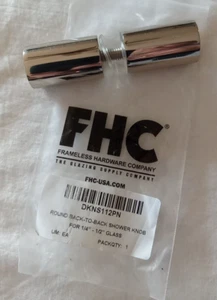 FHC
FRAMELESS HARDWARE COMPANY
THE GLAZING SUPPLY COMPANY
FHC-USA.COM
DKNS112PN
ROUND BACK-TO-BACK SHOWER KNOB
FOR 1/4" - 1/2" GLASS
UM: EA PACKQTY: 1